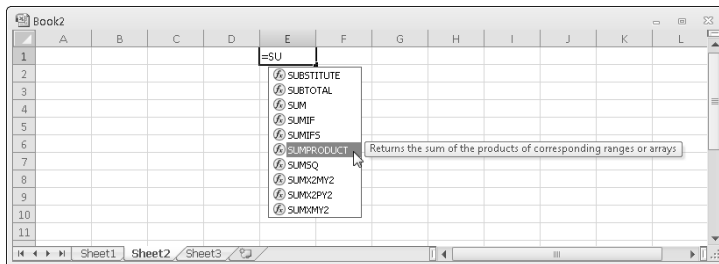 Book2
A B C D E F G H I J K L
1 =SU
2 SUBSTITUTE
3 SUBTOTAL
4 SUM
5 SUMIF
SUMIFS
6 SUMPRODUCT Returns the sum of the products of corresponding ranges or arrays
7 SUMSQ
8 SUMX2MY2
9 SUMX2PY2
10 SUMXMY2
11
Sheet1 Sheet2 Sheet3